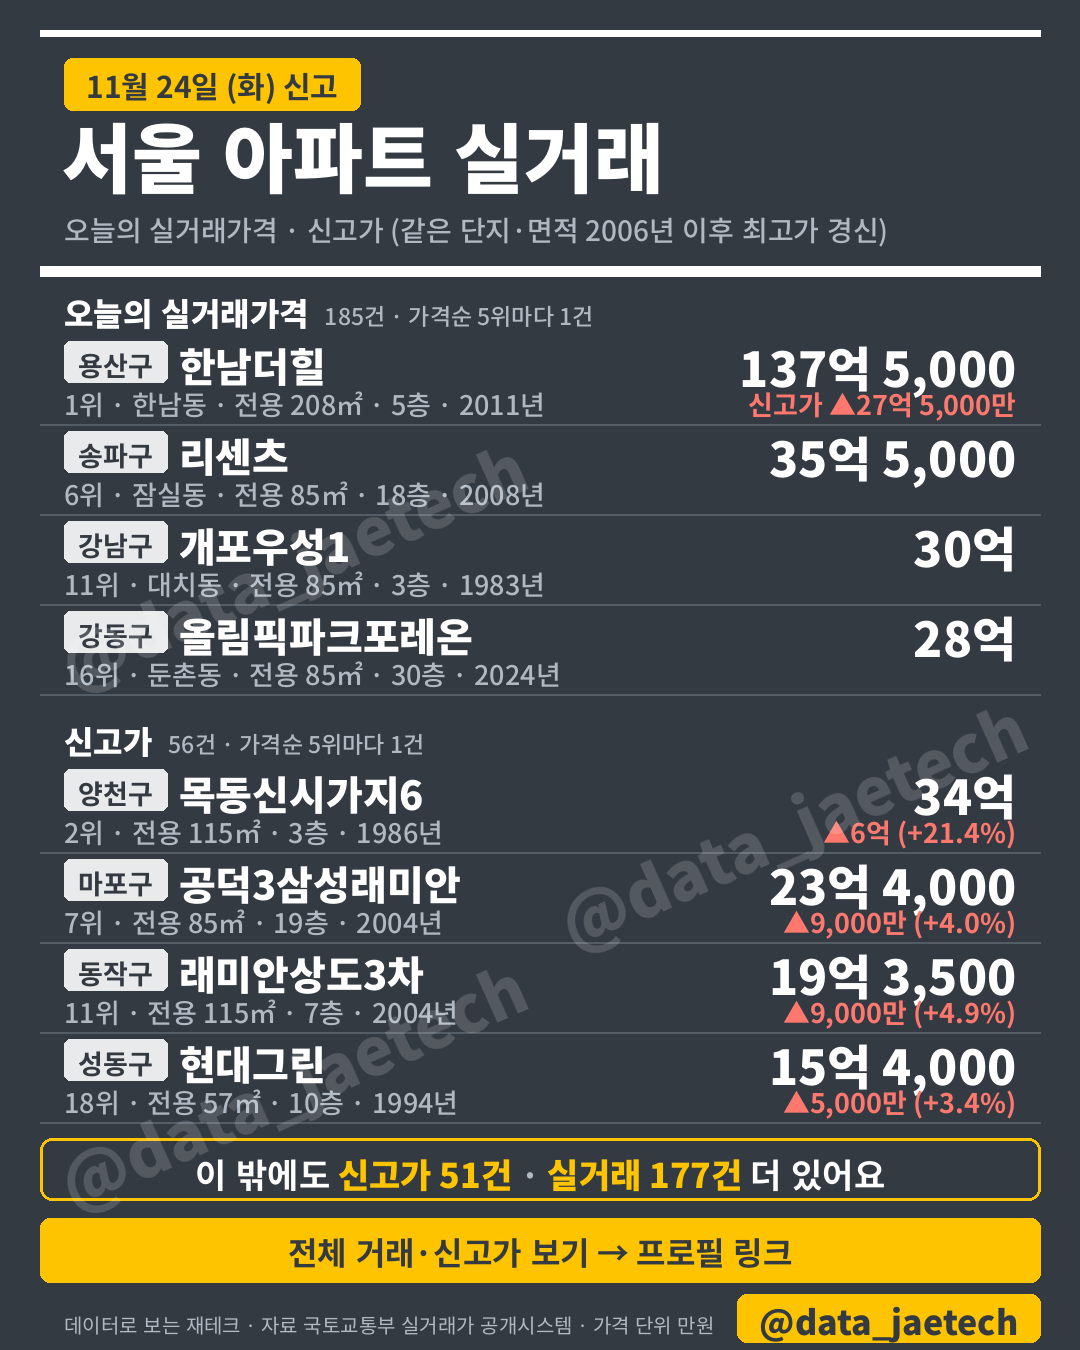 11월 24일 (화) 신고
서울 아파트 실거래
오늘의 실거래가격 · 신고가 (같은 단지·면적 2006년 이후 최고가 경신)
오늘의 실거래가격 185건 · 가격순 5위마다 1건
용산구 한남더힐 137억 5,000
1위 · 한남동 · 전용 208㎡ · 5층 · 2011년 신고가 ▲27억 5,000만
송파구 리센츠 35억 5,000
6위 · 잠실동 · 전용 85㎡ · 18층 · 2008년
강남구 개포우성1 30억
11위 · 대치동 · 전용 85㎡ · 3층 · 1983년
강동구 올림픽파크포레온 28억
16위 · 둔촌동 · 전용 85㎡ · 30층 · 2024년
신고가 56건 · 가격순 5위마다 1건
양천구 목동신시가지6 34억
2위 · 전용 115㎡ · 3층 · 1986년 ▲6억 (+21.4%)
마포구 공덕3삼성래미안 23억 4,000
7위 · 전용 85㎡ · 19층 · 2004년 ▲9,000만 (+4.0%)
동작구 래미안상도3차 19억 3,500
11위 · 전용 115㎡ · 7층 · 2004년 ▲9,000만 (+4.9%)
성동구 현대그린 15억 4,000
18위 · 전용 57㎡ · 10층 · 1994년 ▲5,000만 (+3.4%)
이 밖에도 신고가 51건 · 실거래 177건 더 있어요
전체 거래·신고가 보기 → 프로필 링크
데이터로 보는 재테크 · 자료 국토교통부 실거래가 공개시스템 · 가격 단위 만원 @data_jaetech
@data_jaetech
@data_jaetech
@data_jaetech